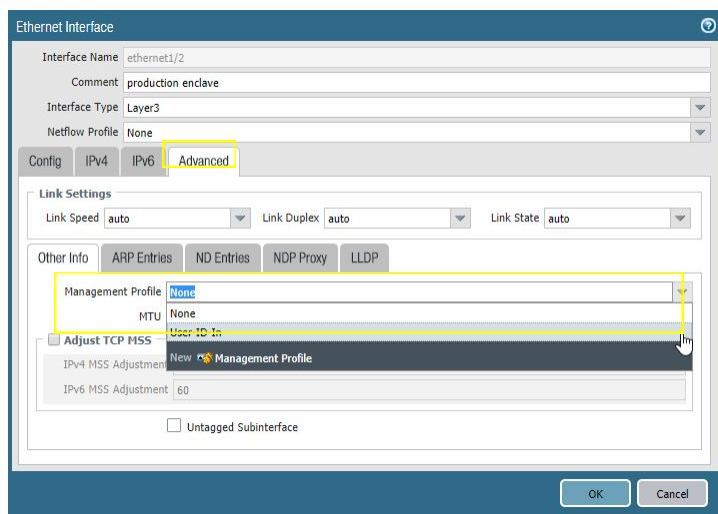 Ethernet Interface
Interface Name ethernet1/2
Comment production enclave
Interface Type Layer3
Netflow Profile None
Config IPv4 IPv6 Advanced
Link Settings
Link Speed auto Link Duplex auto Link State auto
Other Info ARP Entries ND Entries NDP Proxy LLDP
Management Profile None
MTU None
User-ID-In
Adjust TCP MSS
New Management Profile
IPv4 MSS Adjustment
IPv6 MSS Adjustment 60
Untagged Subinterface
OK Cancel